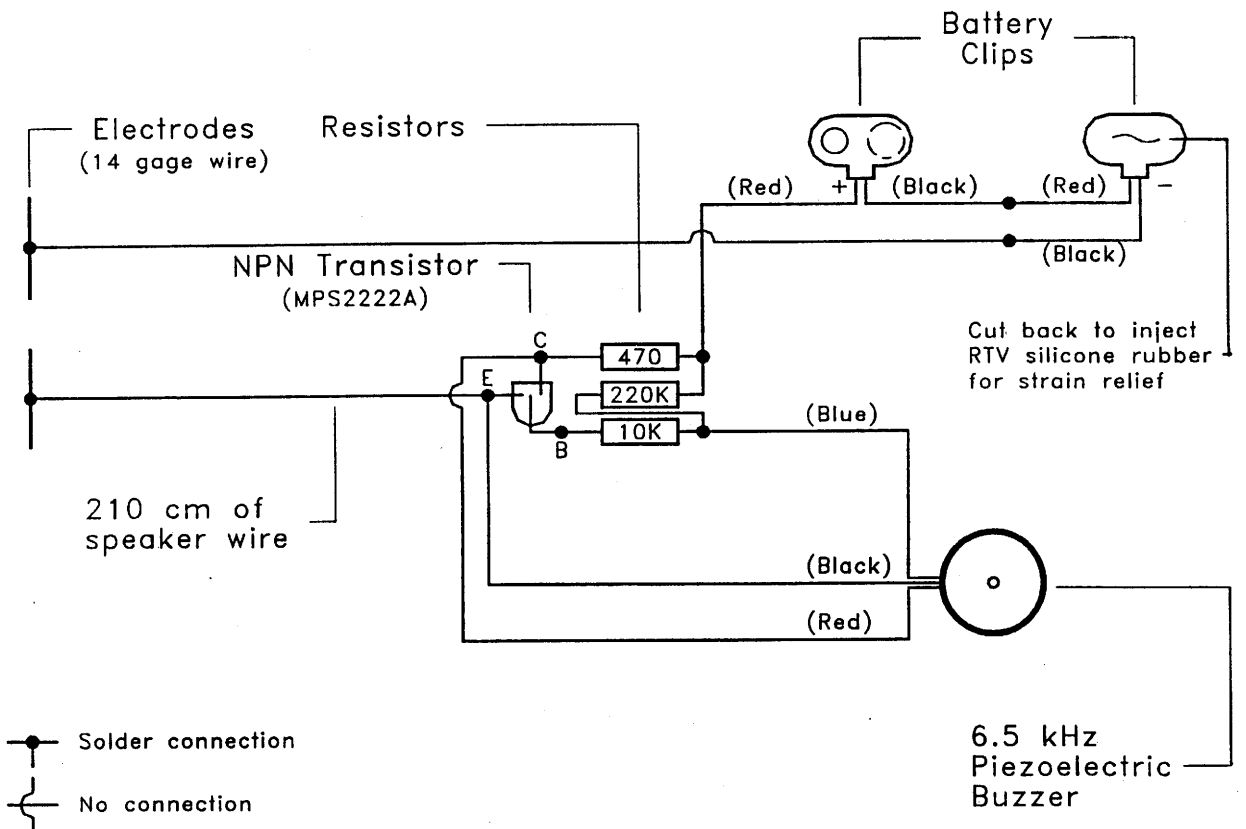 Battery
Clips
Electrodes
(14 gage wire)
Resistors
(Red)
+
(Black)
(Red)
−
(Black)
NPN Transistor
(MPS2222A)
Cut back to inject
RTV silicone rubber
for strain relief
C
470
E
220K
B
10K
(Blue)
210 cm of
speaker wire
(Black)
(Red)
6.5 kHz
Piezoelectric
Buzzer
Solder connection
No connection